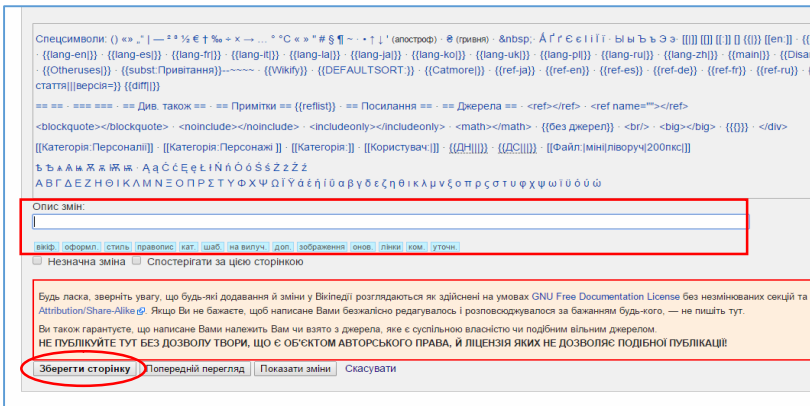 Спецсимволи: () «» „“ | — ² ³ ½ € † ‰ ÷ × → … ° °C « » " # § ¶ ~ · • ↑ ↓ ' (апостроф) · ₴ (гривня) · &nbsp; · Á Ґ ґ Є є І і Ї ї · Ы ы Ъ ъ Э э · [[|]] [[]] [[:]] [] {{|}} [[en:]] · {{
· {{lang-en|}} · {{lang-es|}} · {{lang-fr|}} · {{lang-it|}} · {{lang-la|}} · {{lang-ja|}} · {{lang-ko|}} · {{lang-uk|}} · {{lang-pl|}} · {{lang-ru|}} · {{lang-zh|}} · {{main|}} · {{Disa
· {{Otheruses|}} · {{subst:Привітання}}--~~~~ · {{Wikify}} · {{DEFAULTSORT:}} · {{Catmore|}} · {{ref-ja}} · {{ref-en}} · {{ref-es}} · {{ref-de}} · {{ref-fr}} · {{ref-ru}} ·
стаття|||версія=}} {{diff||}}
== == · === === · == Див. також == · == Примітки == {{reflist}} · == Посилання == · == Джерела == · <ref></ref> · <ref name=""></ref>
<blockquote></blockquote> · <noinclude></noinclude> · <includeonly></includeonly> · <math></math> · {{без джерел}} · <br/> · <big></big> · {{{}}} · </div>
[[Категорія:Персоналії]] · [[Категорія:Персонажі ]] · [[Категорія:]] · [[Користувач:|]] · {{ДН|||}} · {{ДС|||}} · [[Файл:|міні|ліворуч|200пкс|]]
Ą ą Ć ć Ę ę Ł ł Ń ń Ó ó Ś ś Ź ź Ż ż
Α Β Γ Δ Ε Ζ Η Θ Ι Κ Λ Μ Ν Ξ Ο Π Ρ Σ Τ Υ Φ Χ Ψ Ω Ϊ Ϋ ά έ ή ί ΰ α β γ δ ε ζ η θ ι κ λ μ ν ξ ο π ρ ς σ τ υ φ χ ψ ω ϊ ϋ ό ύ ώ
Опис змін:
вікіф. оформл. стиль правопис кат. шаб. на вилуч. доп. зображення онов. лінки ком. уточн.
Незначна зміна Спостерігати за цією сторінкою
Будь ласка, зверніть увагу, що будь-які додавання й зміни у Вікіпедії розглядаються як здійснені на умовах GNU Free Documentation License без незмінюваних секцій та
Attribution/Share-Alike. Якщо Ви не бажаєте, щоб написане Вами безжалісно редагувалось і розповсюджувалося за бажанням будь-кого, — не пишіть тут.
Ви також гарантуєте, що написане Вами належить Вам чи взято з джерела, яке є суспільною власністю чи подібним вільним джерелом.
НЕ ПУБЛІКУЙТЕ ТУТ БЕЗ ДОЗВОЛУ ТВОРИ, ЩО Є ОБ'ЄКТОМ АВТОРСЬКОГО ПРАВА, Й ЛІЦЕНЗІЯ ЯКИХ НЕ ДОЗВОЛЯЄ ПОДІБНОЇ ПУБЛІКАЦІЇ!
Зберегти сторінку Попередній перегляд Показати зміни Скасувати